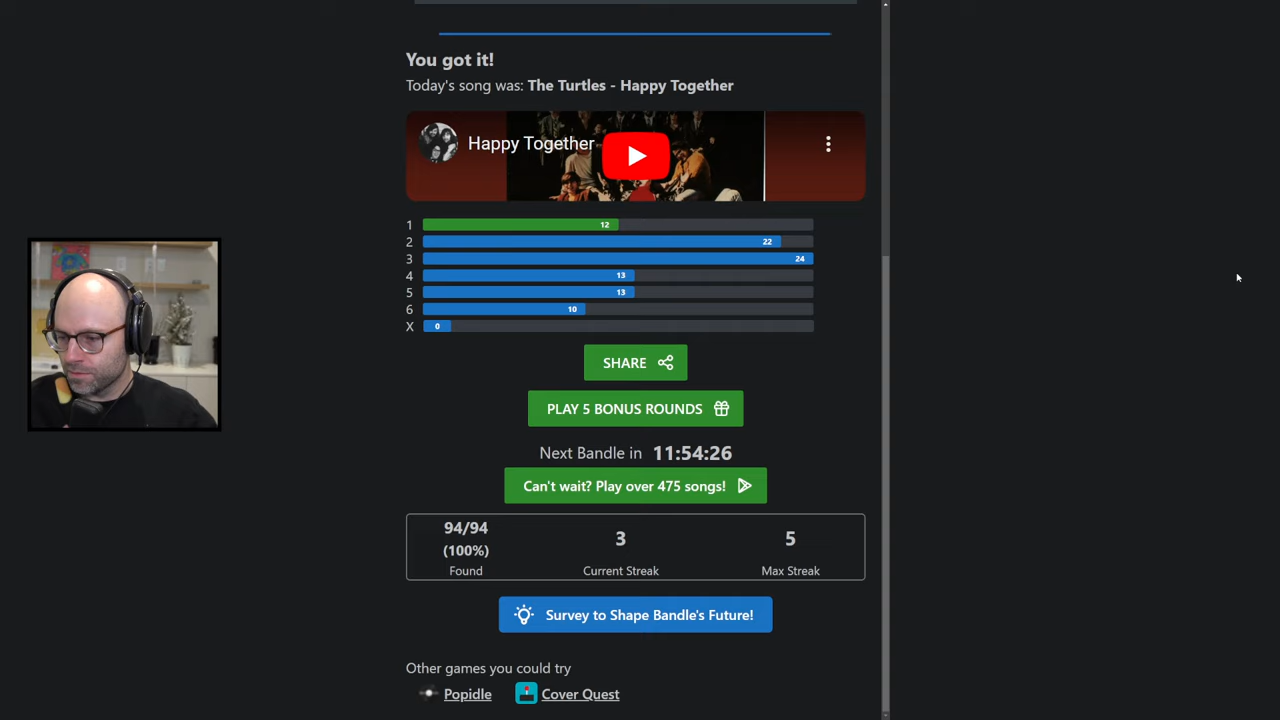 You got it!
Today's song was: The Turtles - Happy Together
Happy Together
1 12
2 22
3 24
4 13
5 13
6 10
X 0
SHARE
PLAY 5 BONUS ROUNDS
Next Bandle in 11:54:26
Can't wait? Play over 475 songs!
94/94 3 5
(100%)
Found Current Streak Max Streak
Survey to Shape Bandle's Future!
Other games you could try
Popidle Cover Quest